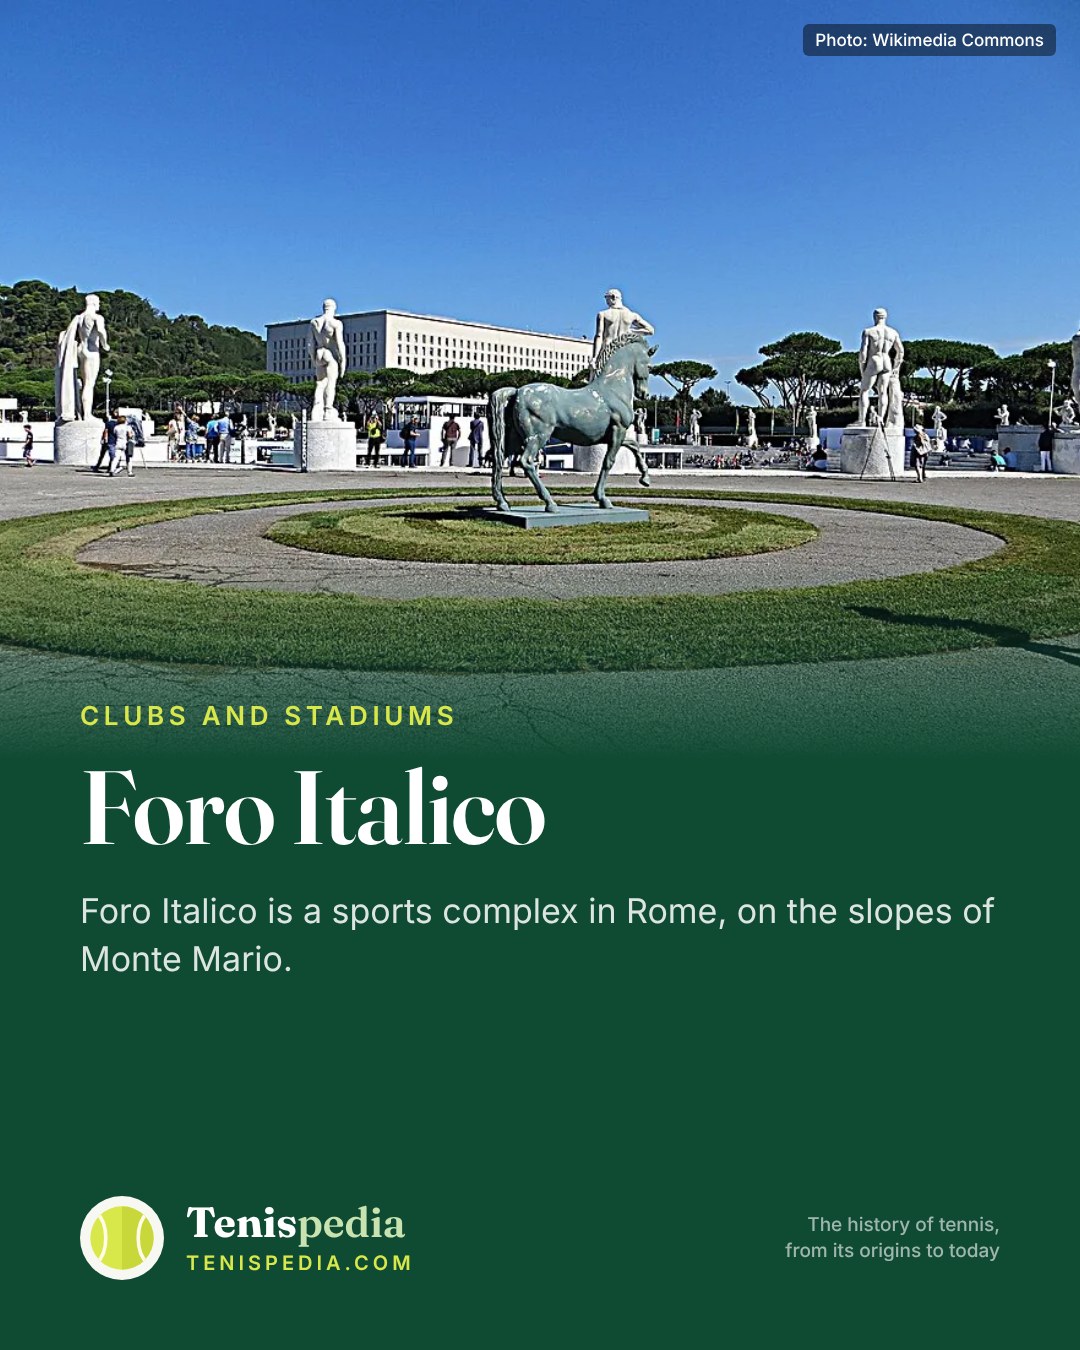 Photo: Wikimedia Commons
CLUBS AND STADIUMS
Foro Italico
Foro Italico is a sports complex in Rome, on the slopes of
Monte Mario.
Tenispedia
TENISPEDIA.COM
The history of tennis,
from its origins to today